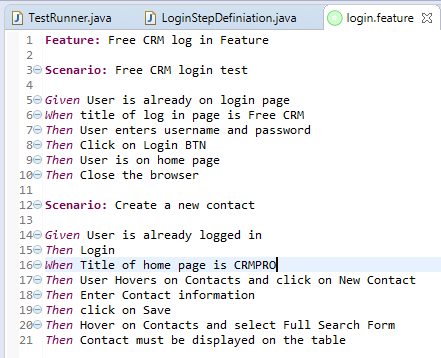 TestRunner.java LoginStepDefiniation.java login.feature
1 Feature: Free CRM log in Feature
2
3 Scenario: Free CRM login test
4
5 Given User is already on login page
6 When title of log in page is Free CRM
7 Then User enters username and password
8 Then Click on Login BTN
9 Then User is on home page
10 Then Close the browser
11
12 Scenario: Create a new contact
13
14 Given User is already logged in
15 Then Login
16 When Title of home page is CRMPRO
17 Then User Hovers on Contacts and click on New Contact
18 Then Enter Contact information
19 Then click on Save
20 Then Hover on Contacts and select Full Search Form
21 Then Contact must be displayed on the table